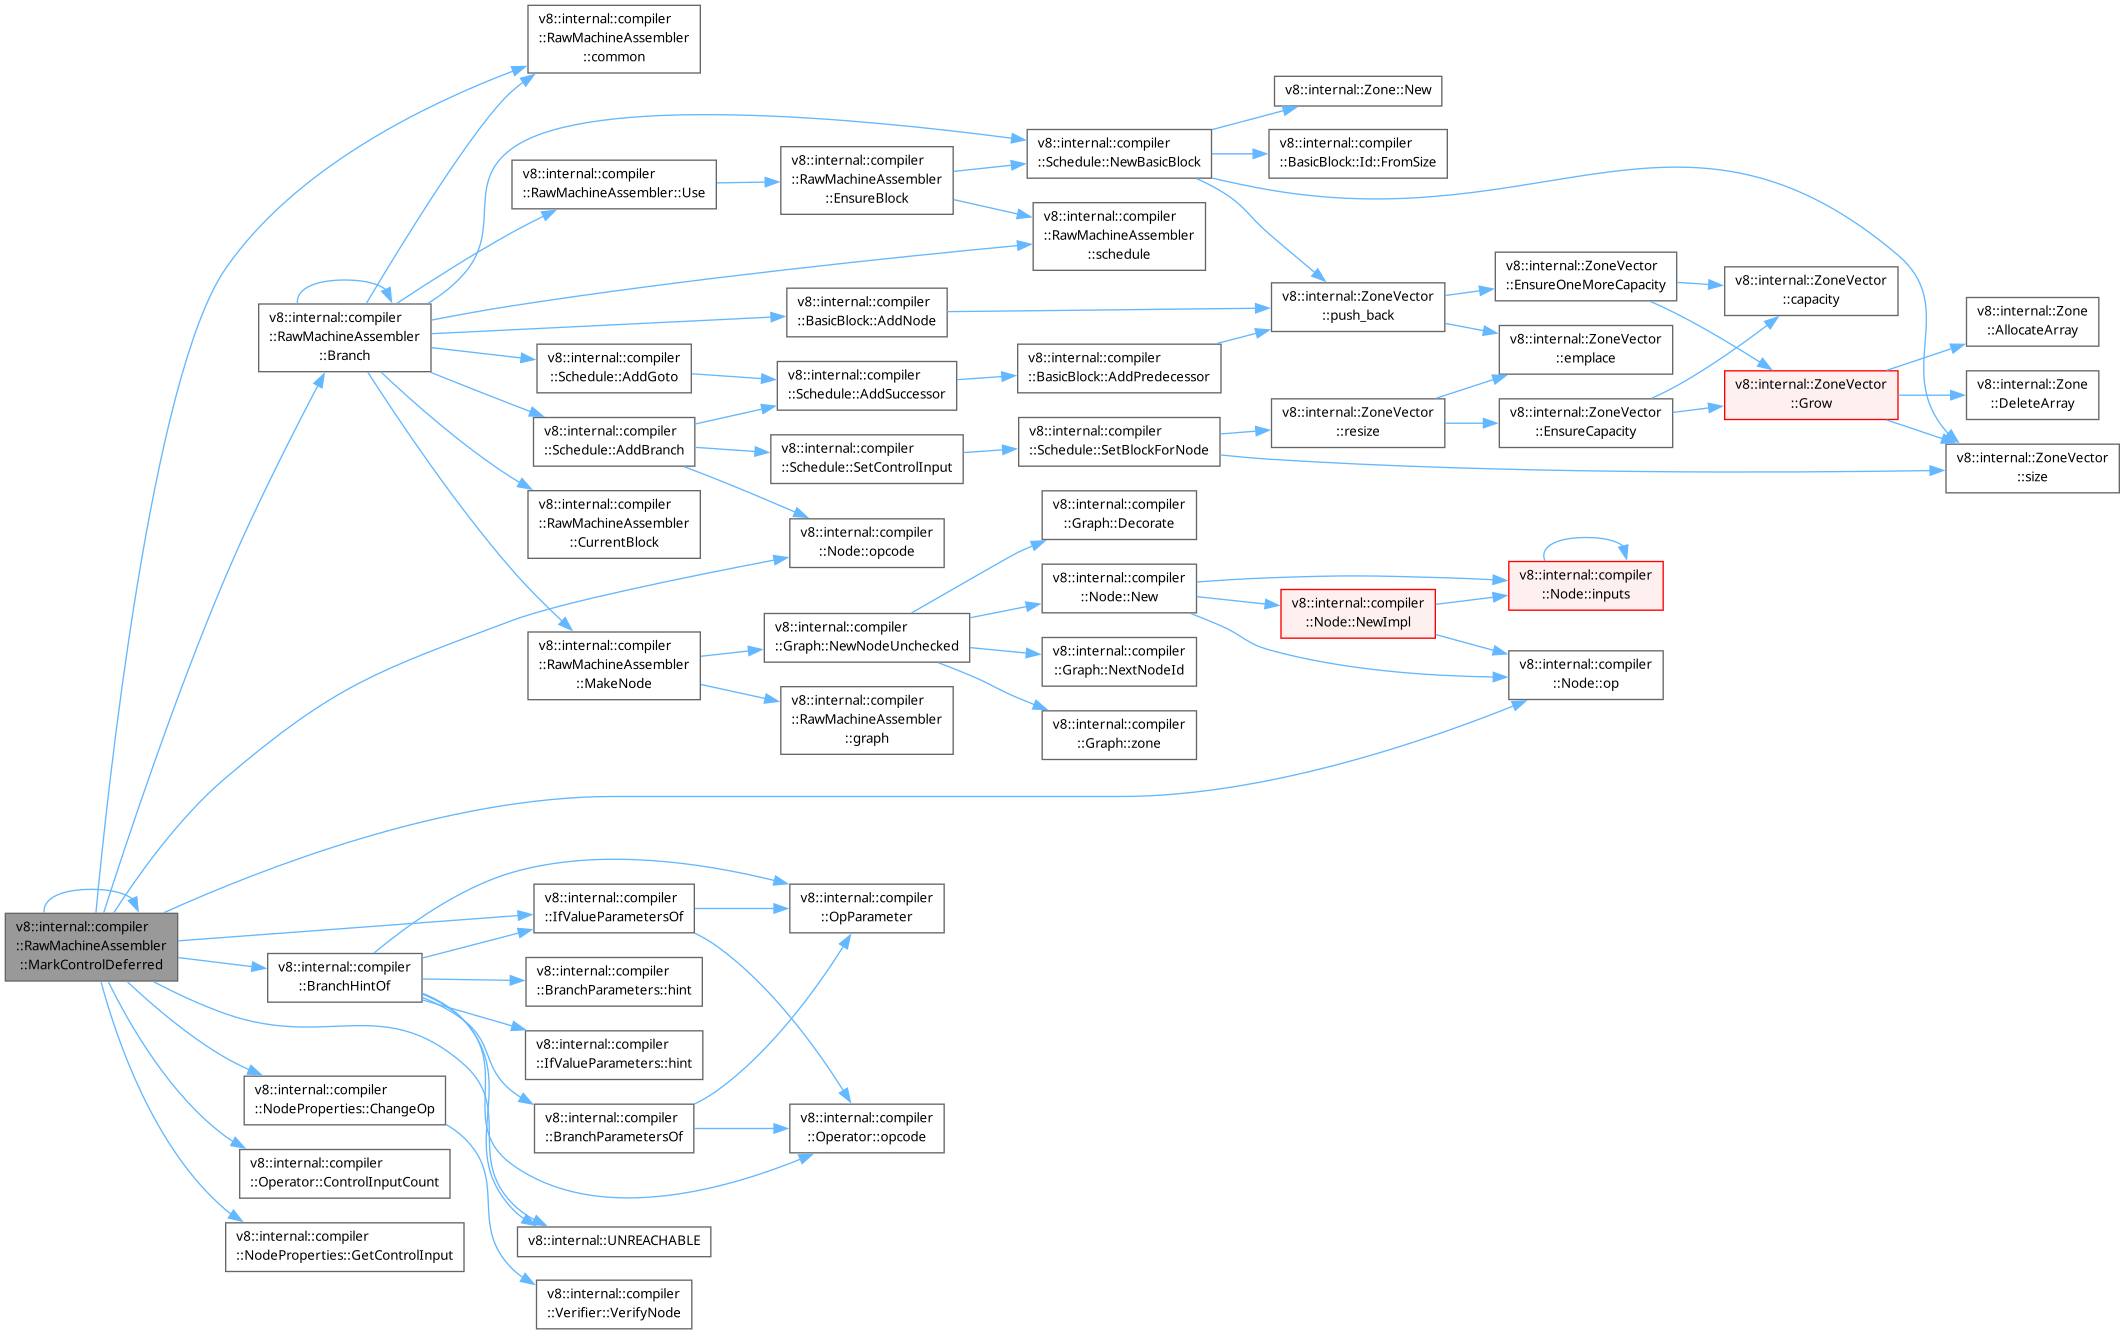 v8::internal::compiler
::RawMachineAssembler
::MarkControlDeferred
v8::internal::compiler
::RawMachineAssembler
::common
v8::internal::compiler
::RawMachineAssembler
::Branch
v8::internal::compiler
::RawMachineAssembler::Use
v8::internal::compiler
::RawMachineAssembler
::EnsureBlock
v8::internal::compiler
::Schedule::NewBasicBlock
v8::internal::Zone::New
v8::internal::compiler
::BasicBlock::Id::FromSize
v8::internal::compiler
::RawMachineAssembler
::schedule
v8::internal::compiler
::BasicBlock::AddNode
v8::internal::ZoneVector
::push_back
v8::internal::ZoneVector
::EnsureOneMoreCapacity
v8::internal::ZoneVector
::capacity
v8::internal::ZoneVector
::emplace
v8::internal::Zone
::AllocateArray
v8::internal::compiler
::Schedule::AddGoto
v8::internal::compiler
::Schedule::AddSuccessor
v8::internal::compiler
::BasicBlock::AddPredecessor
v8::internal::ZoneVector
::Grow
v8::internal::Zone
::DeleteArray
v8::internal::compiler
::Schedule::AddBranch
v8::internal::compiler
::Schedule::SetControlInput
v8::internal::compiler
::Schedule::SetBlockForNode
v8::internal::ZoneVector
::resize
v8::internal::ZoneVector
::EnsureCapacity
v8::internal::ZoneVector
::size
v8::internal::compiler
::RawMachineAssembler
::CurrentBlock
v8::internal::compiler
::Node::opcode
v8::internal::compiler
::Graph::Decorate
v8::internal::compiler
::RawMachineAssembler
::MakeNode
v8::internal::compiler
::Graph::NewNodeUnchecked
v8::internal::compiler
::Node::New
v8::internal::compiler
::Node::NewImpl
v8::internal::compiler
::Node::inputs
v8::internal::compiler
::Graph::NextNodeId
v8::internal::compiler
::Node::op
v8::internal::compiler
::RawMachineAssembler
::graph
v8::internal::compiler
::Graph::zone
v8::internal::compiler
::BranchHintOf
v8::internal::compiler
::IfValueParametersOf
v8::internal::compiler
::OpParameter
v8::internal::compiler
::BranchParameters::hint
v8::internal::compiler
::IfValueParameters::hint
v8::internal::compiler
::BranchParametersOf
v8::internal::compiler
::Operator::opcode
v8::internal::compiler
::NodeProperties::ChangeOp
v8::internal::compiler
::Operator::ControlInputCount
v8::internal::compiler
::NodeProperties::GetControlInput
v8::internal::UNREACHABLE
v8::internal::compiler
::Verifier::VerifyNode